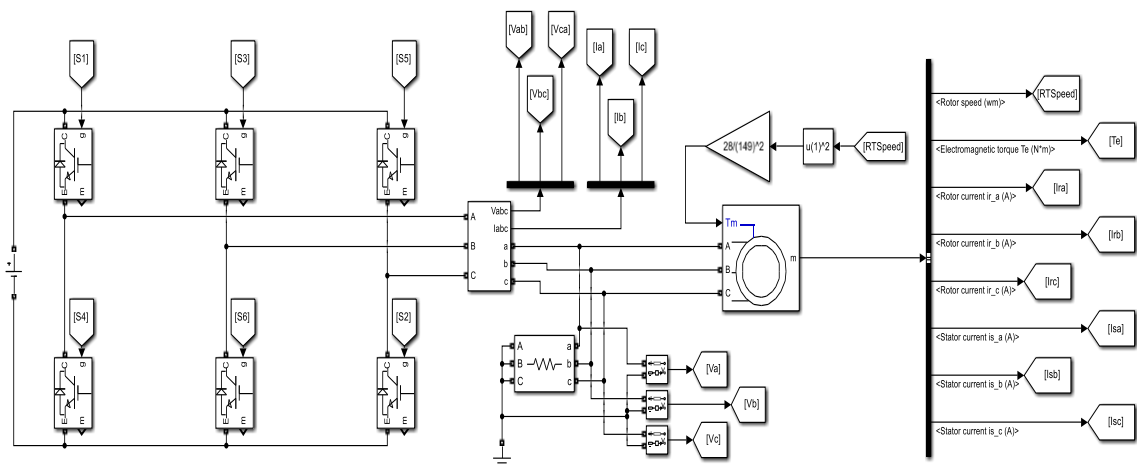 [S1]
[S3]
[S5]
[Vab]
[Vca]
[Vbc]
[Ia]
[Ic]
[Ib]
g
C
E
m
g
C
E
m
g
C
E
m
28/(149)^2
u(1)^2
[RTSpeed]
A
B
C
Vabc
Iabc
a
b
c
Tm
A
B
C
m
+
[S4]
[S6]
[S2]
g
C
E
m
g
C
E
m
g
C
E
m
A
B
C
a
b
c
[Va]
[Vb]
[Vc]
[RTSpeed]
<Rotor speed (wm)>
[Te]
<Electromagnetic torque Te (N*m)>
[Ira]
<Rotor current ir_a (A)>
[Irb]
<Rotor current ir_b (A)>
[Irc]
<Rotor current ir_c (A)>
[Isa]
<Stator current is_a (A)>
[Isb]
<Stator current is_b (A)>
[Isc]
<Stator current is_c (A)>